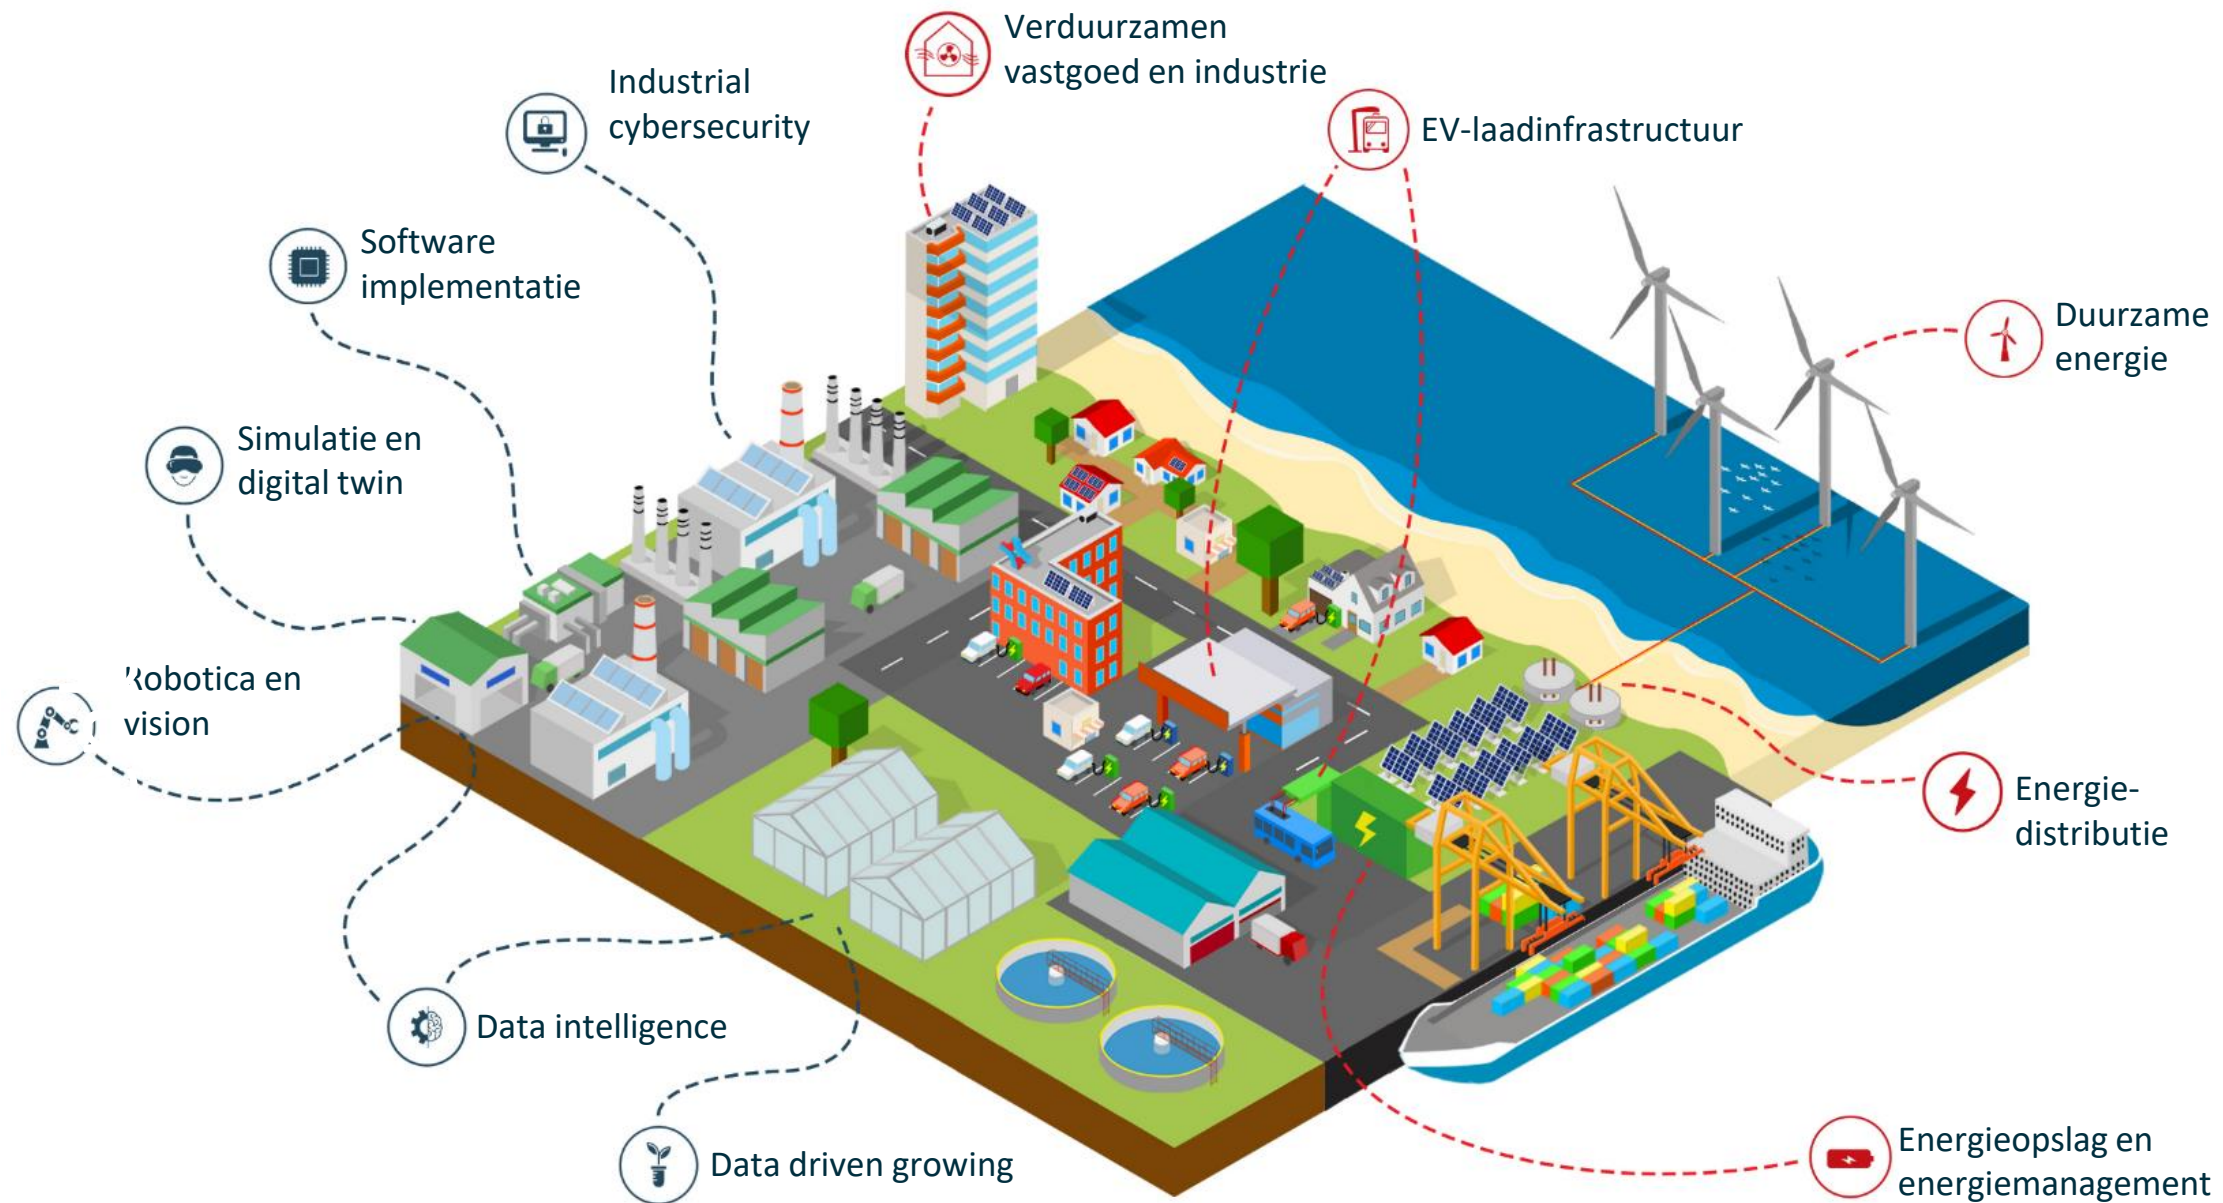 Verduurzamen
vastgoed en industrie
Industrial
cybersecurity
EV-laadinfrastructuur
Software
implementatie
Duurzame
energie
Simulatie en
digital twin
Robotica en
vision
Energie-
distributie
Data intelligence
Data driven growing
Energieopslag en
energiemanagement